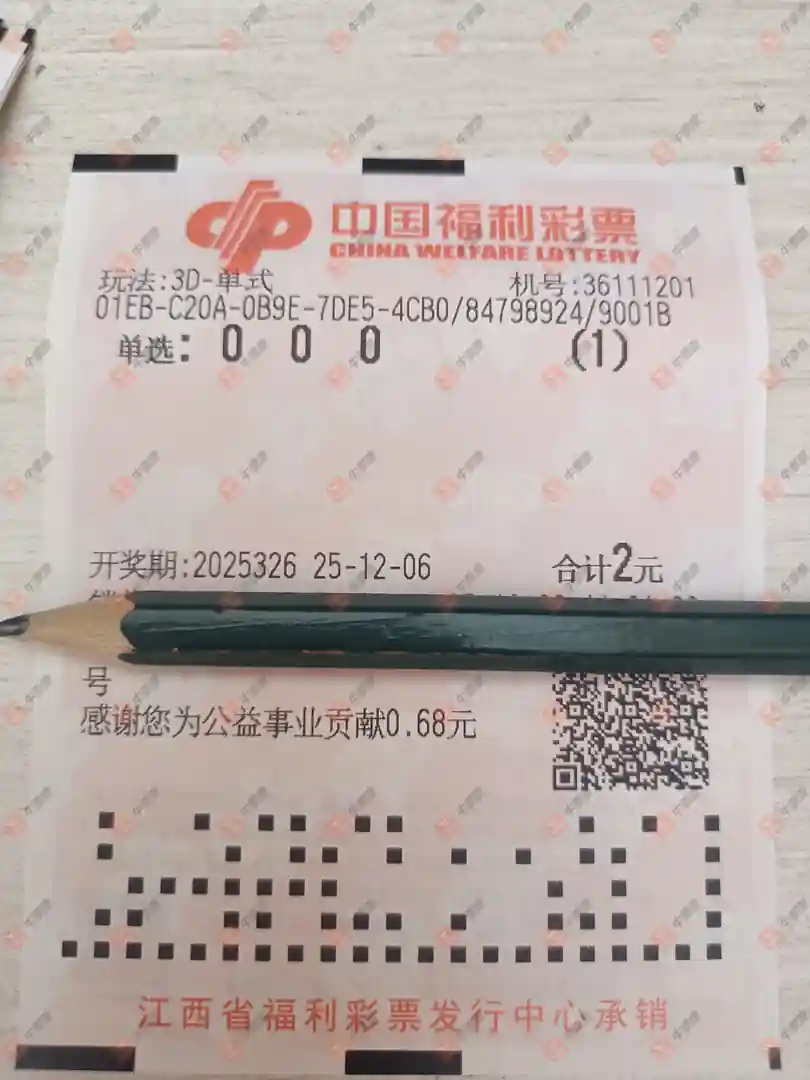 中国福利彩票
CHINA WELFARE LOTTERY
玩法:3D-单式 机号:36111201
01EB-C20A-0B9E-7DE5-4CB0/84798924/9001B
单选: 0 0 0 (1)
开奖期:2025326 25-12-06 合计2元
号
感谢您为公益事业贡献0.68元
江西省福利彩票发行中心承销